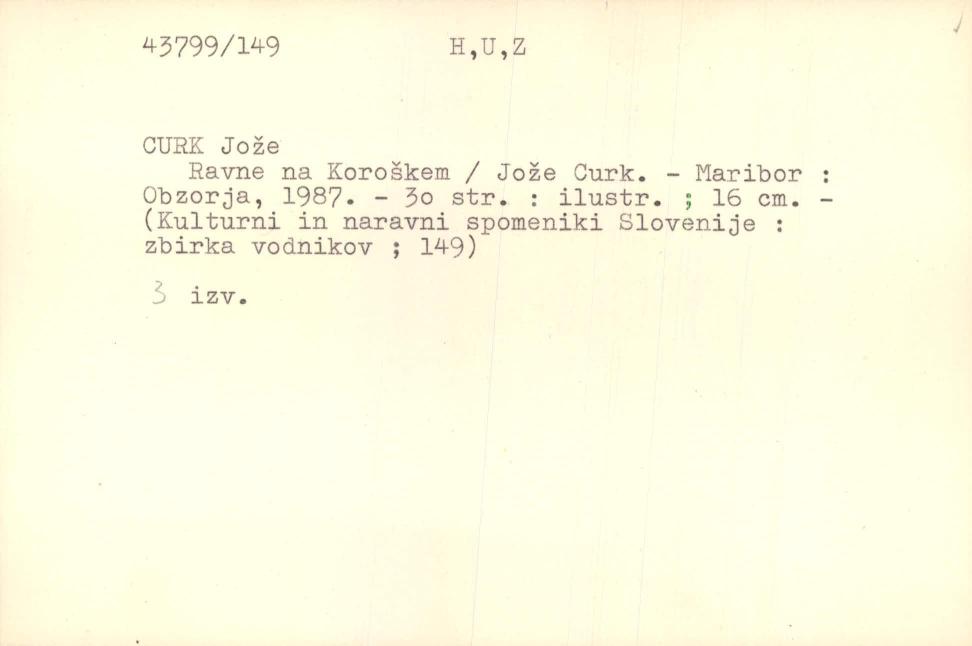 43799/149 H,U,Z
CURK Jože
Ravne na Koroškem / Jože Curk. - Maribor :
Obzorja, 1987. - 3o str. : ilustr. ; 16 cm. -
(Kulturni in naravni spomeniki Slovenije :
zbirka vodnikov ; 149)
3 izv.